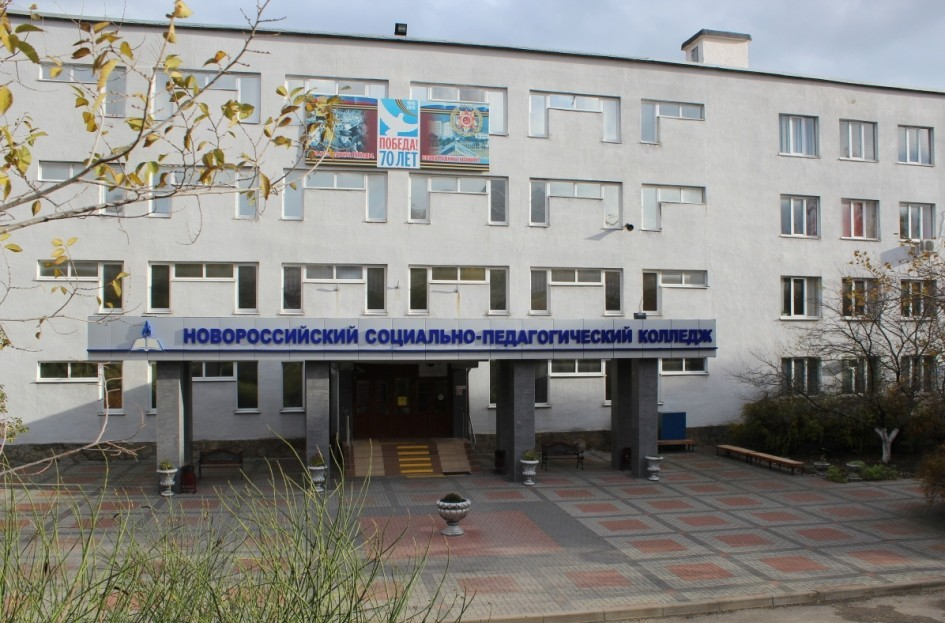 ПОБЕДА!
70 ЛЕТ
НОВОРОССИЙСКИЙ СОЦИАЛЬНО-ПЕДАГОГИЧЕСКИЙ КОЛЛЕДЖ